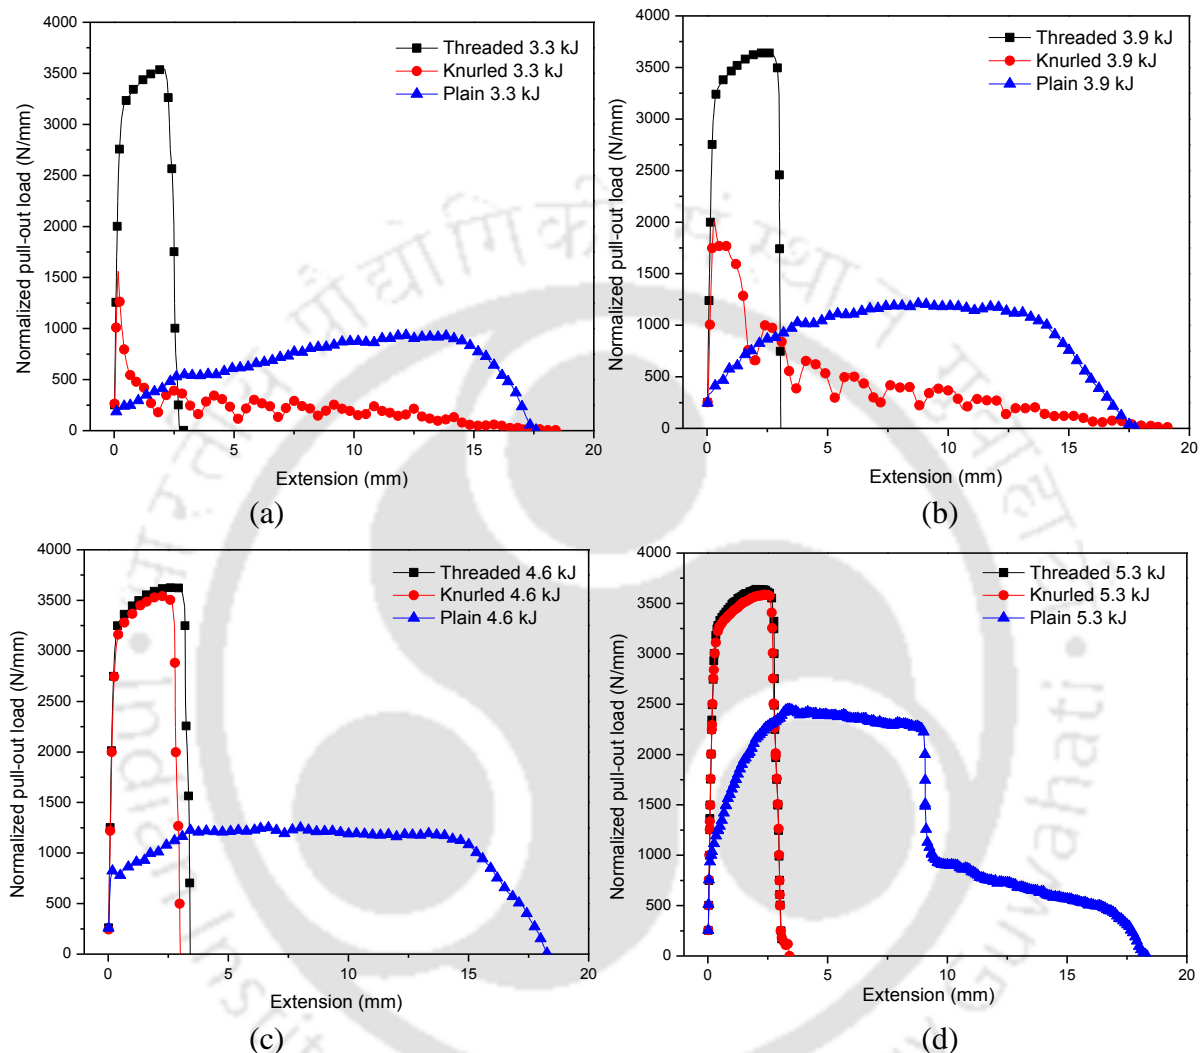 4000
3500
3000
2500
2000
1500
1000
500
0
Normalized pull-out load (N/mm)
Threaded 3.3 kJ
Knurled 3.3 kJ
Plain 3.3 kJ
0 5 10 15 20
Extension (mm)
(a)
4000
3500
3000
2500
2000
1500
1000
500
0
Normalized pull-out load (N/mm)
Threaded 3.9 kJ
Knurled 3.9 kJ
Plain 3.9 kJ
0 5 10 15 20
Extension (mm)
(b)
4000
3500
3000
2500
2000
1500
1000
500
0
Normalized pull-out load (N/mm)
Threaded 4.6 kJ
Knurled 4.6 kJ
Plain 4.6 kJ
0 5 10 15 20
Extension (mm)
(c)
4000
3500
3000
2500
2000
1500
1000
500
0
Normalized pull-out load (N/mm)
Threaded 5.3 kJ
Knurled 5.3 kJ
Plain 5.3 kJ
0 5 10 15 20
Extension (mm)
(d)
Indian Insti
Guwahati